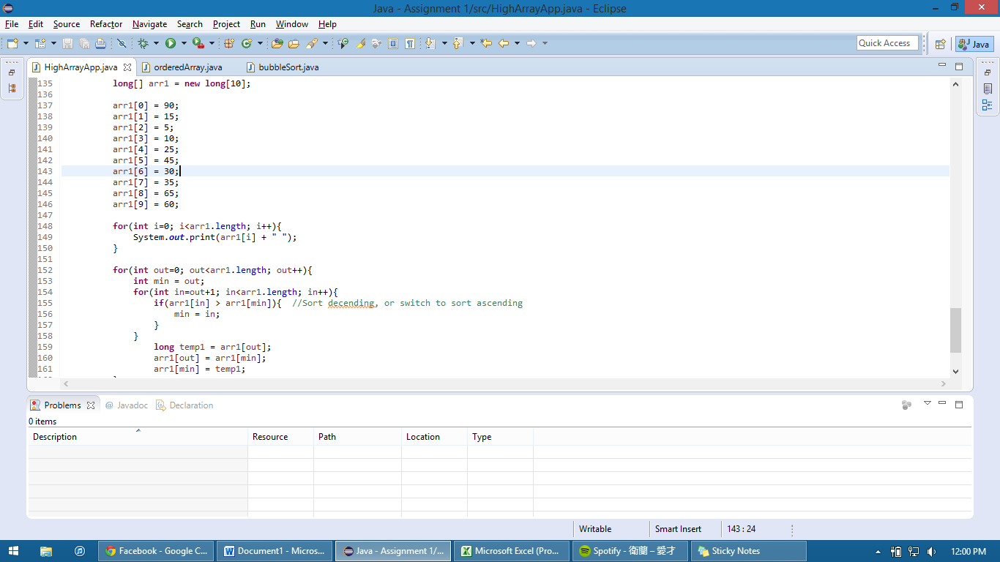 Java - Assignment 1/src/HighArrayApp.java - Eclipse
File Edit Source Refactor Navigate Search Project Run Window Help
Quick Access
Java
HighArrayApp.java orderedArray.java bubbleSort.java
135 long[] arr1 = new long[10];
136
137 arr1[0] = 90;
138 arr1[1] = 15;
139 arr1[2] = 5;
140 arr1[3] = 10;
141 arr1[4] = 25;
142 arr1[5] = 45;
143 arr1[6] = 30;
144 arr1[7] = 35;
145 arr1[8] = 65;
146 arr1[9] = 60;
147
148 for(int i=0; i<arr1.length; i++){
149 System.out.print(arr1[i] + " ");
150 }
151
152 for(int out=0; out<arr1.length; out++){
153 int min = out;
154 for(int in=out+1; in<arr1.length; in++){
155 if(arr1[in] > arr1[min]){ //Sort decending, or switch to sort ascending
156 min = in;
157 }
158 }
159 long temp1 = arr1[out];
160 arr1[out] = arr1[min];
161 arr1[min] = temp1;
Problems @ Javadoc Declaration
0 items
Description Resource Path Location Type
Writable Smart Insert 143 : 24
Facebook - Google C... Document1 - Micros... Java - Assignment 1/... Microsoft Excel (Pro... Spotify - 衛蘭 – 愛才 Sticky Notes 12:00 PM